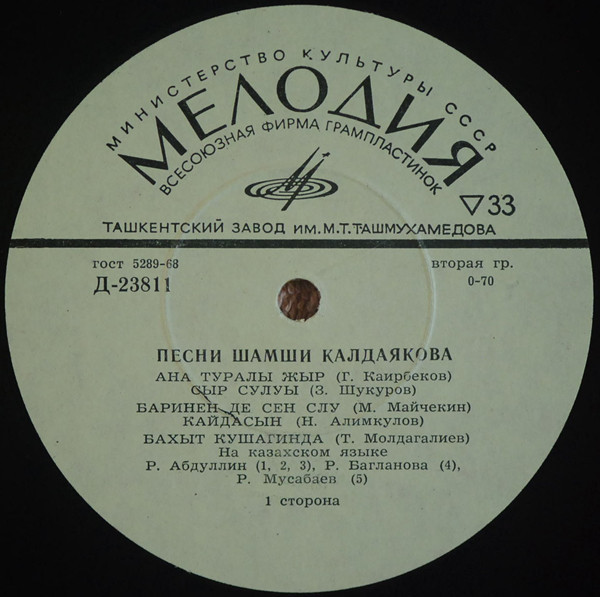 МИНИСТЕРСТВО КУЛЬТУРЫ СССР
МЕЛОДИЯ
ВСЕСОЮЗНАЯ ФИРМА ГРАМПЛАСТИНОК
33
ТАШКЕНТСКИЙ ЗАВОД ИМ. М.Т. ТАШМУХАМЕДОВА
гост 5289-68
вторая гр.
Д-23811
0-70
ПЕСНИ ШАМШИ КАЛДАЯКОВА
АНА ТУРАЛЫ ЖЫР (Г. Каирбеков)
СЫР СУЛУЫ (З. Шукуров)
БАРИНЕН ДЕ СЕН СЛУ (М. Майчекин)
КАЙДАСЫН (Н. Алимкулов)
БАХЫТ КУШАГИНДА (Т. Молдагалиев)
На казахском языке
Р. Абдуллин (1, 2, 3), Р. Багланова (4),
Р. Мусабаев (5)
1 сторона